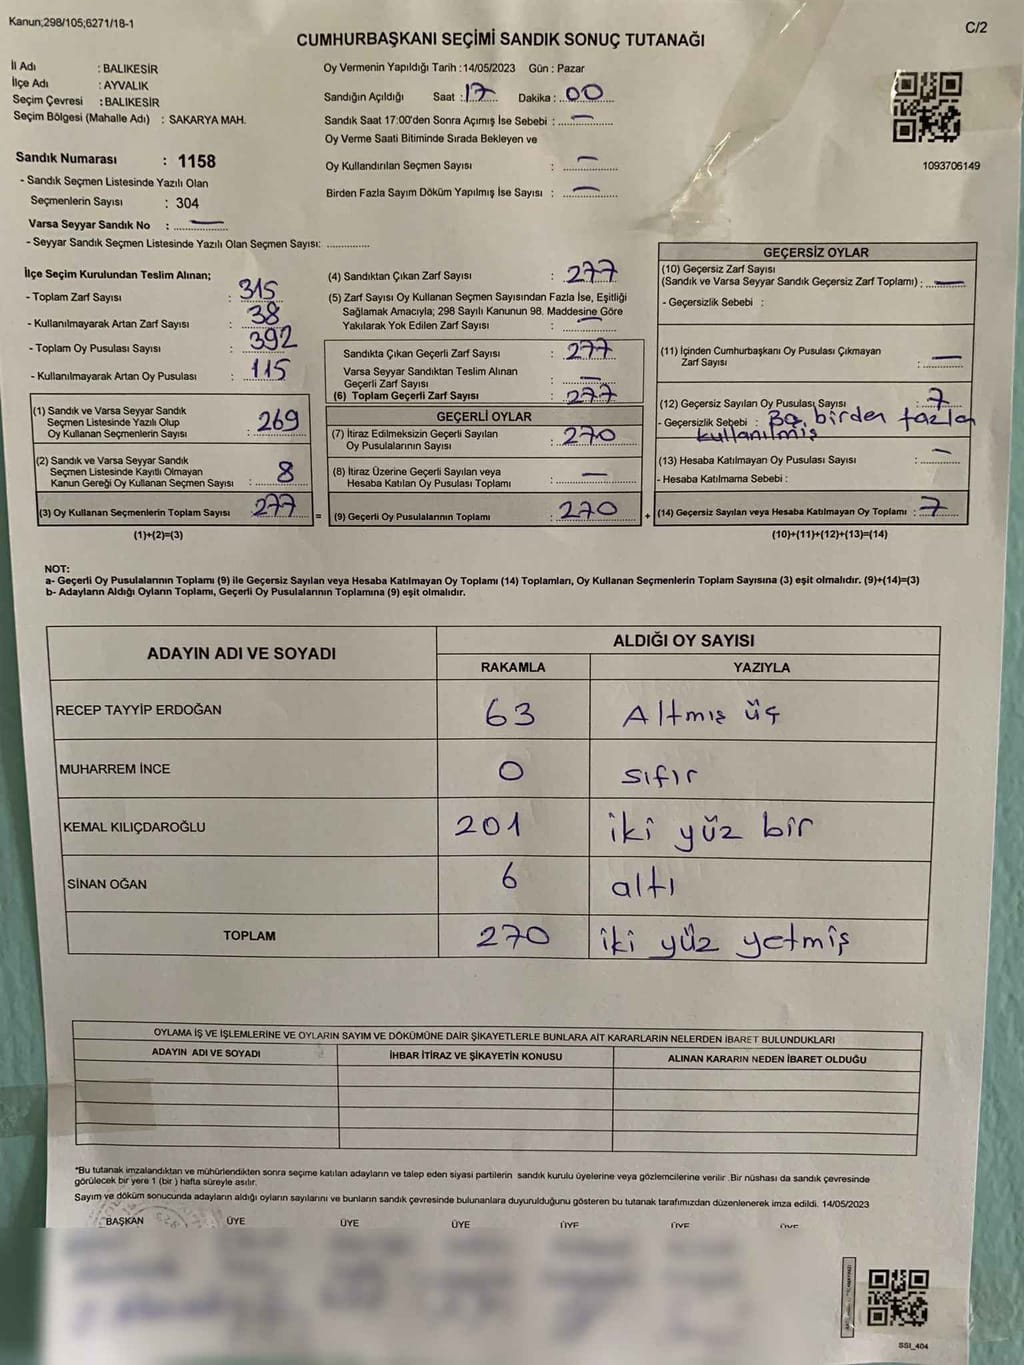 Kanun;298/105;6271/18-1
C/2
CUMHURBAŞKANI SEÇİMİ SANDIK SONUÇ TUTANAĞI
İl Adı : BALIKESİR
İlçe Adı : AYVALIK
Seçim Çevresi : BALIKESİR
Seçim Bölgesi (Mahalle Adı) : SAKARYA MAH.
Sandık Numarası : 1158
- Sandık Seçmen Listesinde Yazılı Olan
Seçmenlerin Sayısı : 304
Varsa Seyyar Sandık No : —
- Seyyar Sandık Seçmen Listesinde Yazılı Olan Seçmen Sayısı: ..............
Oy Vermenin Yapıldığı Tarih : 14/05/2023 Gün : Pazar
Sandığın Açıldığı Saat : 17 Dakika : 00
Sandık Saat 17:00'den Sonra Açımış İse Sebebi : —
Oy Verme Saati Bitiminde Sırada Bekleyen ve
Oy Kullandırılan Seçmen Sayısı : —
Birden Fazla Sayım Döküm Yapılmış İse Sayısı : —
1093706149
İlçe Seçim Kurulundan Teslim Alınan;
- Toplam Zarf Sayısı : 315
- Kullanılmayarak Artan Zarf Sayısı : 38
- Toplam Oy Pusulası Sayısı : 392
- Kullanılmayarak Artan Oy Pusulası : 115
(1) Sandık ve Varsa Seyyar Sandık
Seçmen Listesinde Yazılı Olup
Oy Kullanan Seçmenlerin Sayısı : 269
(2) Sandık ve Varsa Seyyar Sandık
Seçmen Listesinde Kayıtlı Olmayan
Kanun Gereği Oy Kullanan Seçmen Sayısı : 8
(3) Oy Kullanan Seçmenlerin Toplam Sayısı : 277
(1)+(2)=(3)
(4) Sandıktan Çıkan Zarf Sayısı : 277
(5) Zarf Sayısı Oy Kullanan Seçmen Sayısından Fazla İse, Eşitliği
Sağlamak Amacıyla; 298 Sayılı Kanunun 98. Maddesine Göre
Yakılarak Yok Edilen Zarf Sayısı : —
Sandıkta Çıkan Geçerli Zarf Sayısı : 277
Varsa Seyyar Sandıktan Teslim Alınan
Geçerli Zarf Sayısı : —
(6) Toplam Geçerli Zarf Sayısı : 277
GEÇERLİ OYLAR
(7) İtiraz Edilmeksizin Geçerli Sayılan
Oy Pusulalarının Sayısı : 270
(8) İtiraz Üzerine Geçerli Sayılan veya
Hesaba Katılan Oy Pusulası Toplamı : —
= (9) Geçerli Oy Pusulalarının Toplamı : 270
GEÇERSİZ OYLAR
(10) Geçersiz Zarf Sayısı
(Sandık ve Varsa Seyyar Sandık Geçersiz Zarf Toplamı) : —
- Geçersizlik Sebebi :
(11) İçinden Cumhurbaşkanı Oy Pusulası Çıkmayan
Zarf Sayısı : —
(12) Geçersiz Sayılan Oy Pusulası Sayısı : 7
- Geçersizlik Sebebi : birden fazla
kullanılmış
(13) Hesaba Katılmayan Oy Pusulası Sayısı : —
- Hesaba Katılmama Sebebi :
+ (14) Geçersiz Sayılan veya Hesaba Katılmayan Oy Toplamı : 7
(10)+(11)+(12)+(13)=(14)
NOT:
a- Geçerli Oy Pusulalarının Toplamı (9) ile Geçersiz Sayılan veya Hesaba Katılmayan Oy Toplamı (14) Toplamları, Oy Kullanan Seçmenlerin Toplam Sayısına (3) eşit olmalıdır. (9)+(14)=(3)
b- Adayların Aldığı Oyların Toplamı, Geçerli Oy Pusulalarının Toplamına (9) eşit olmalıdır.
ADAYIN ADI VE SOYADI ALDIĞI OY SAYISI
RAKAMLA YAZIYLA
RECEP TAYYİP ERDOĞAN 63 Altmış üç
MUHARREM İNCE 0 sıfır
KEMAL KILIÇDAROĞLU 201 iki yüz bir
SİNAN OĞAN 6 altı
TOPLAM 270 iki yüz yetmiş
OYLAMA İŞ VE İŞLEMLERİNE VE OYLARIN SAYIM VE DÖKÜMÜNE DAİR ŞİKAYETLERLE BUNLARA AİT KARARLARIN NELERDEN İBARET BULUNDUKLARI
ADAYIN ADI VE SOYADI İHBAR İTİRAZ VE ŞİKAYETİN KONUSU ALINAN KARARIN NEDEN İBARET OLDUĞU
*Bu tutanak imzalandıktan ve mühürlendikten sonra seçime katılan adayların ve talep eden siyasi partilerin sandık kurulu üyelerine veya gözlemcilerine verilir .Bir nüshası da sandık çevresinde
görülecek bir yere 1 (bir ) hafta süreyle asılır.
Sayım ve döküm sonucunda adayların aldığı oyların sayılarını ve bunların sandık çevresinde bulunanlara duyurulduğunu gösteren bu tutanak tarafımızdan düzenlenerek imza edildi. 14/05/2023
BAŞKAN ÜYE ÜYE ÜYE ÜYE ÜYE ÜYE
SSI_404